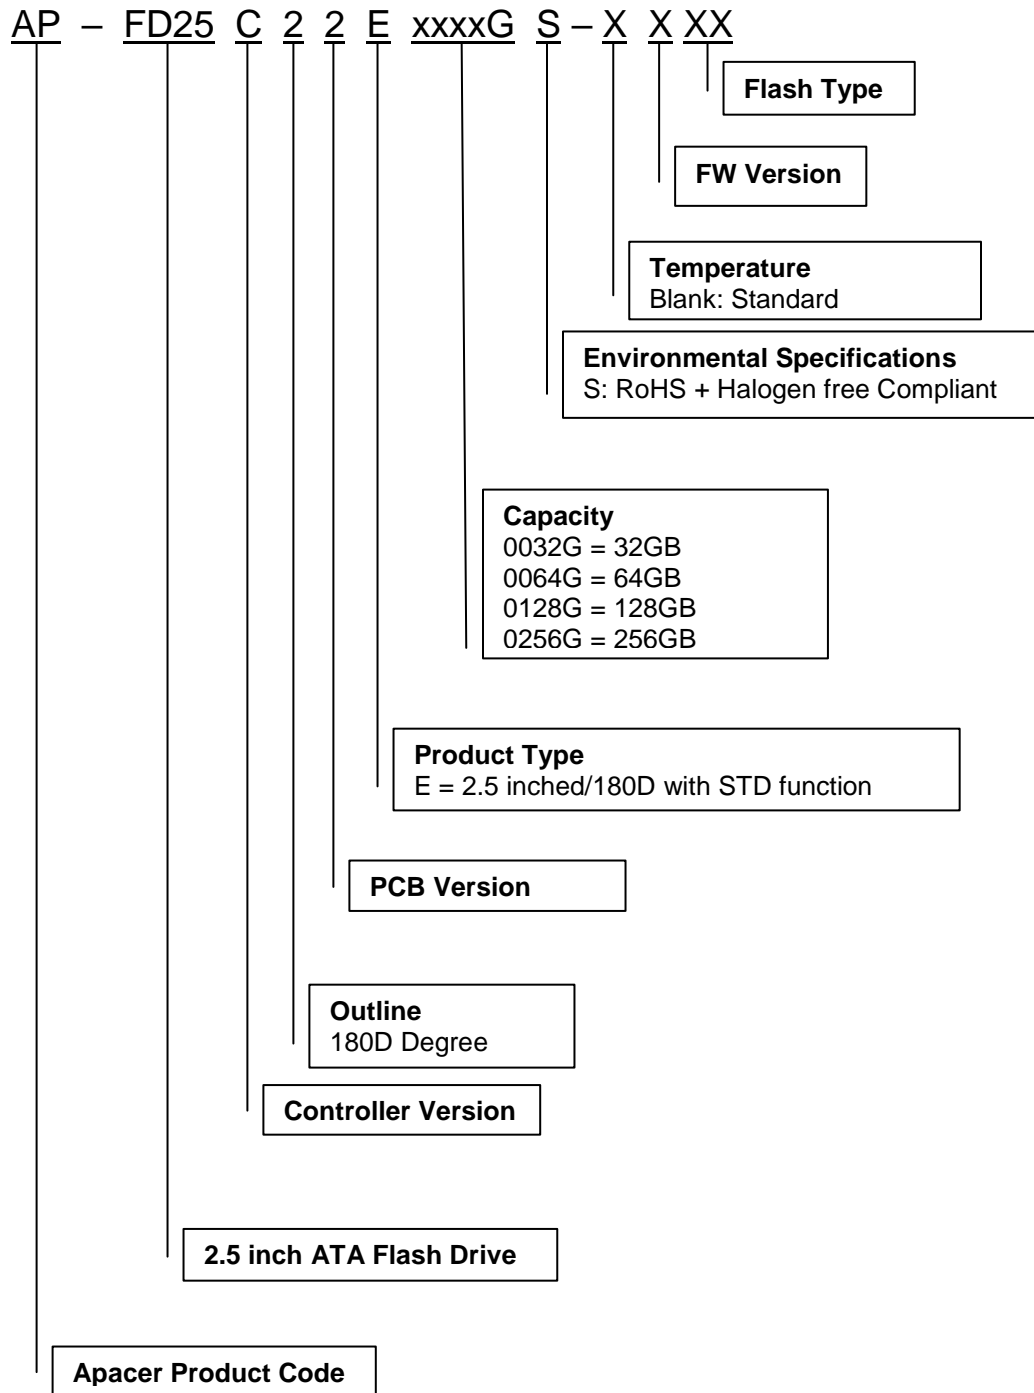 AP – FD25 C 2 2 E xxxxG S – X X XX
Flash Type
FW Version
Temperature
Blank: Standard
Environmental Specifications
S: RoHS + Halogen free Compliant
Capacity
0032G = 32GB
0064G = 64GB
0128G = 128GB
0256G = 256GB
Product Type
E = 2.5 inched/180D with STD function
PCB Version
Outline
180D Degree
Controller Version
2.5 inch ATA Flash Drive
Apacer Product Code